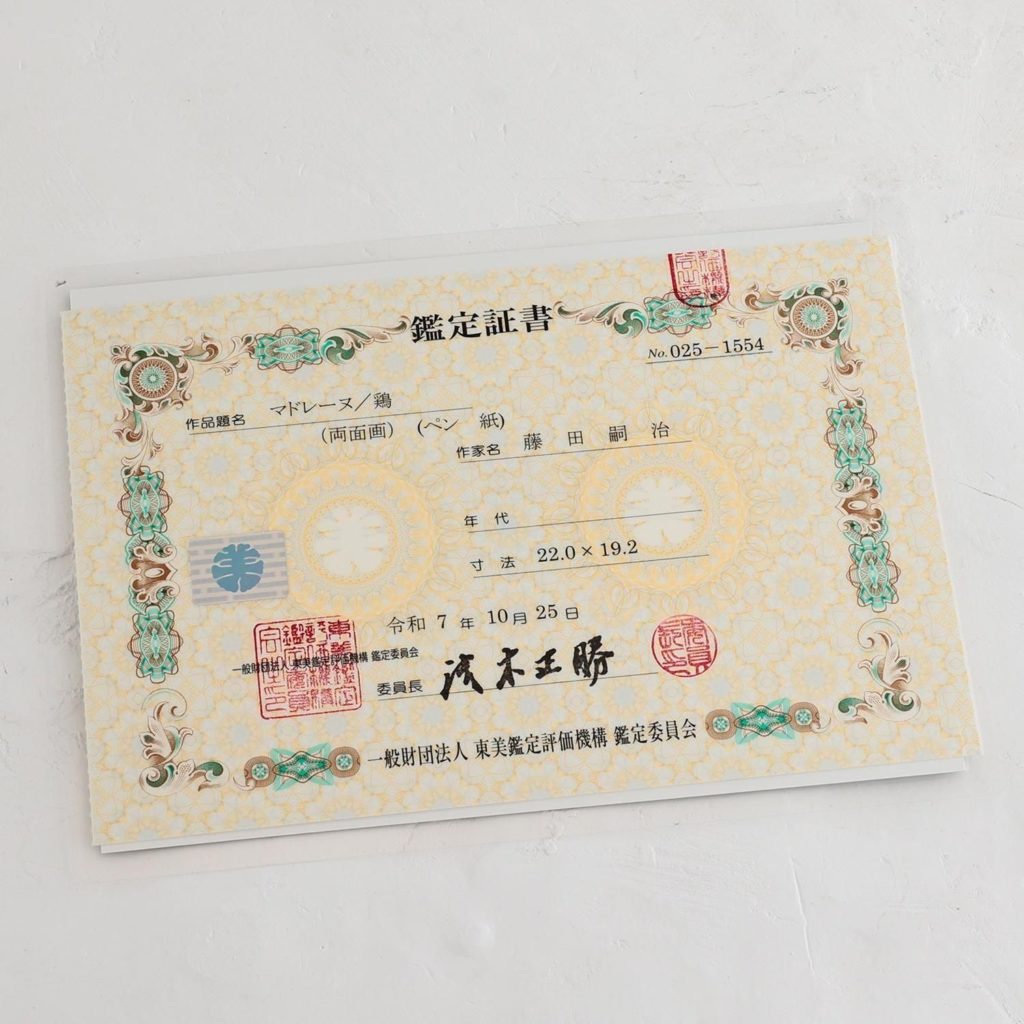 鑑定証書
No. 025－1554
作品題名 マドレーヌ／鶏
（両面画） （ペン 紙）
作家名 藤田嗣治
年代
寸法 22.0×19.2
令和 7 年 10 月 25 日
一般財団法人 東美鑑定評価機構 鑑定委員会
委員長
一般財団法人 東美鑑定評価機構 鑑定委員会